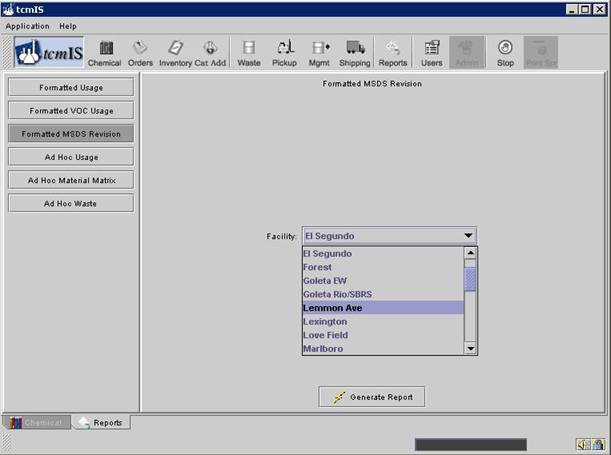 tcmIS
Application Help
tcmIS Chemical Orders Inventory Cat Add Waste Pickup Mgmt Shipping Reports Users Admin Stop Print Scr
Formatted Usage
Formatted MSDS Revision
Formatted VOC Usage
Formatted MSDS Revision
Ad Hoc Usage
Ad Hoc Material Matrix
Ad Hoc Waste
Facility: El Segundo
El Segundo
Forest
Goleta EW
Goleta Rio/SBRS
Lemmon Ave
Lexington
Love Field
Marlboro
Generate Report
Chemical Reports